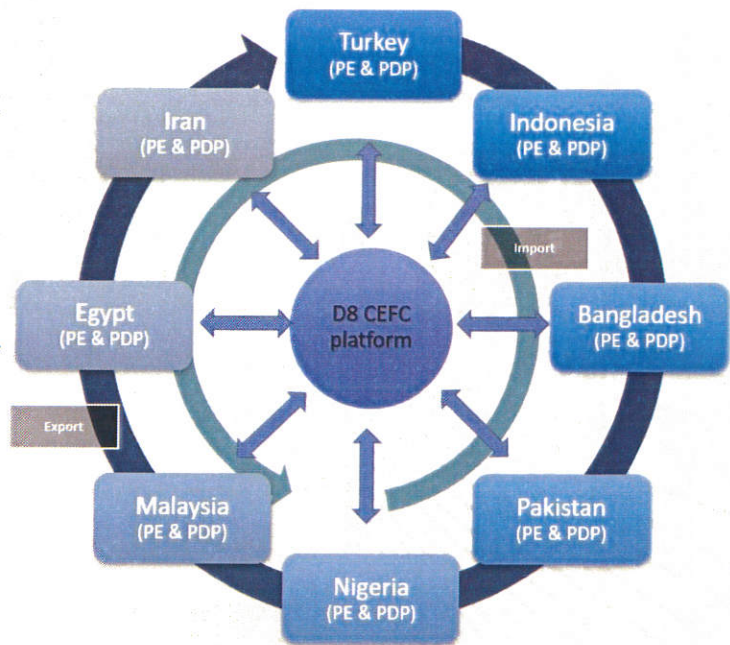 Turkey
(PE & PDP)
Iran
(PE & PDP)
Indonesia
(PE & PDP)
Import
D8 CEFC
platform
Egypt
(PE & PDP)
Bangladesh
(PE & PDP)
Export
Malaysia
(PE & PDP)
Pakistan
(PE & PDP)
Nigeria
(PE & PDP)